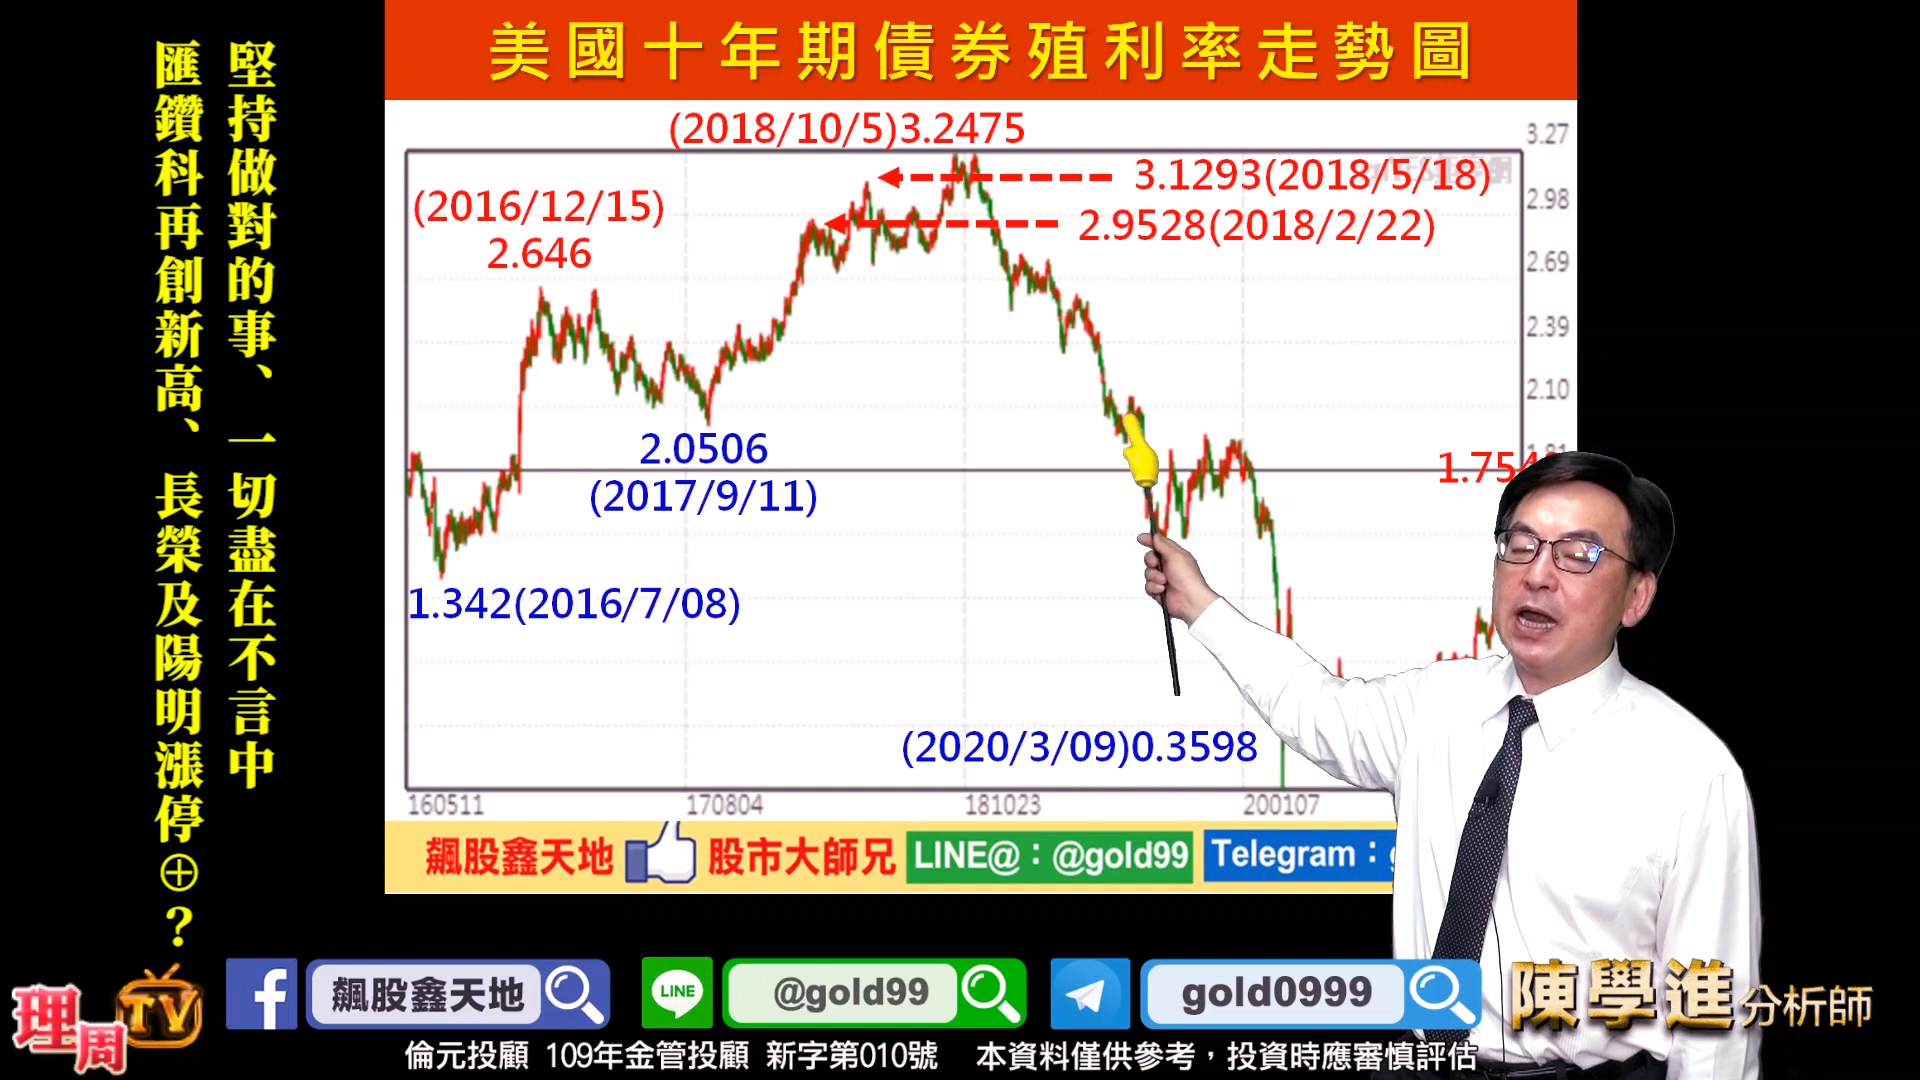 堅持做對的事、一切盡在不言中
匯鑽科再創新高、長榮及陽明漲停⊕?
美國十年期債券殖利率走勢圖
(2018/10/5)3.2475
3.27
3.1293(2018/5/18)
(2016/12/15)
2.98
2.9528(2018/2/22)
2.646
2.69
2.39
2.10
2.0506
1.754
(2017/9/11)
1.342(2016/7/08)
(2020/3/09)0.3598
160511 170804 181023 200107
飆股鑫天地 股市大師兄 LINE@:@gold99 Telegram:g
理周TV 飆股鑫天地 LINE @gold99 gold0999 陳學進分析師
倫元投顧 109年金管投顧 新字第010號 本資料僅供參考,投資時應審慎評估